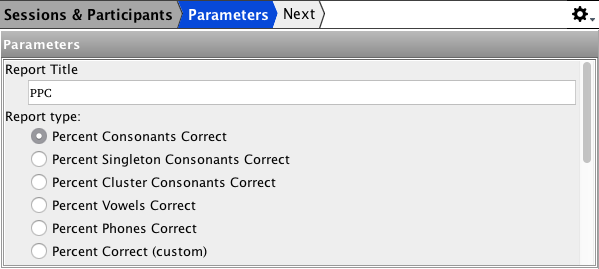 Sessions & Participants Parameters Next
Parameters
Report Title
PPC
Report type:
Percent Consonants Correct
Percent Singleton Consonants Correct
Percent Cluster Consonants Correct
Percent Vowels Correct
Percent Phones Correct
Percent Correct (custom)